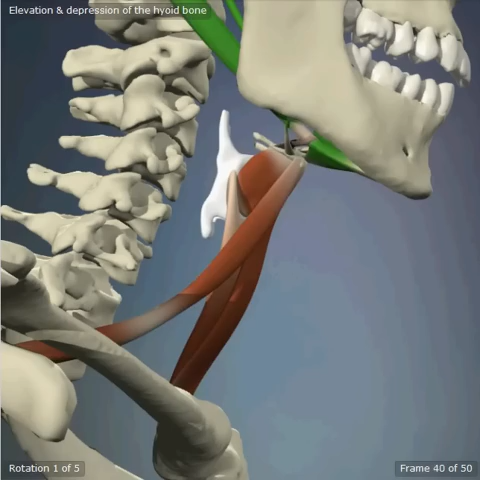 Elevation & depression of the hyoid bone
Rotation 1 of 5
Frame 40 of 50